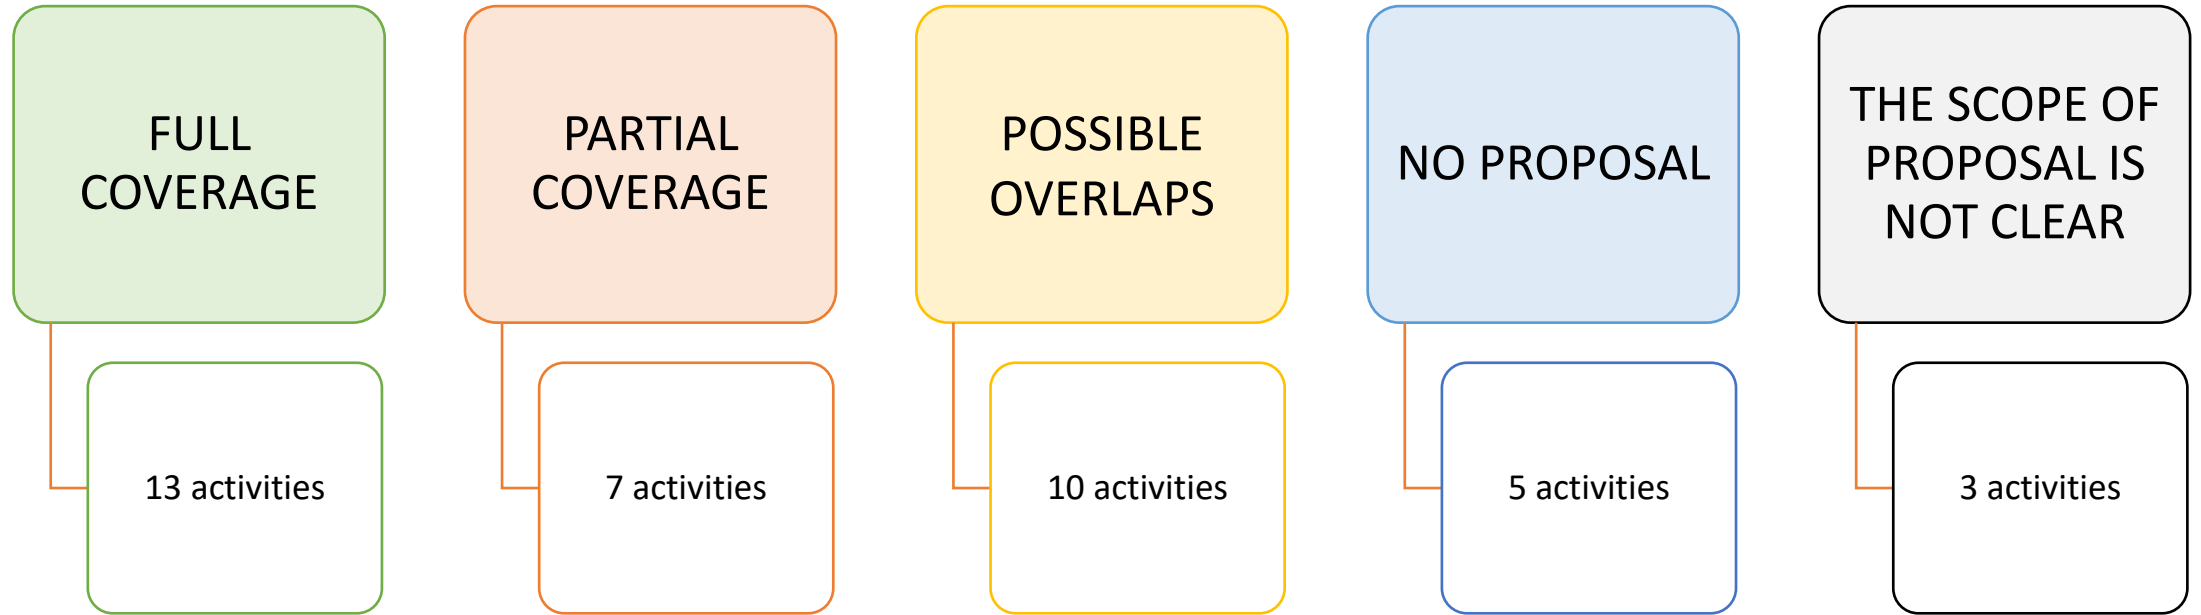 FULL
COVERAGE
13 activities
PARTIAL
COVERAGE
7 activities
POSSIBLE
OVERLAPS
10 activities
NO PROPOSAL
5 activities
THE SCOPE OF
PROPOSAL IS
NOT CLEAR
3 activities